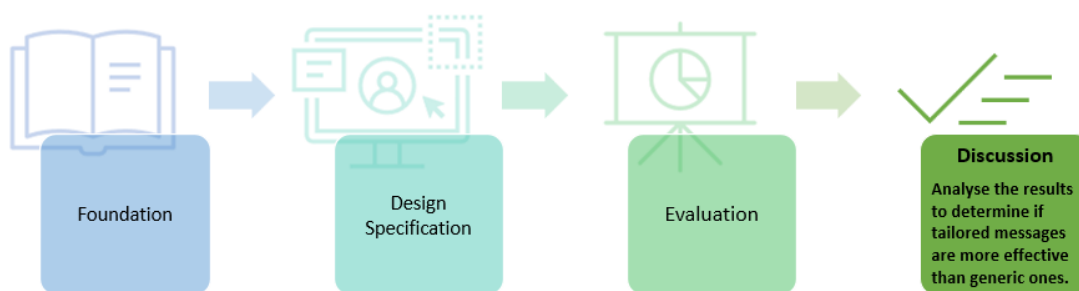 Foundation
Design
Specification
Evaluation
Discussion
Analyse the results
to determine if
tailored messages
are more effective
than generic ones.